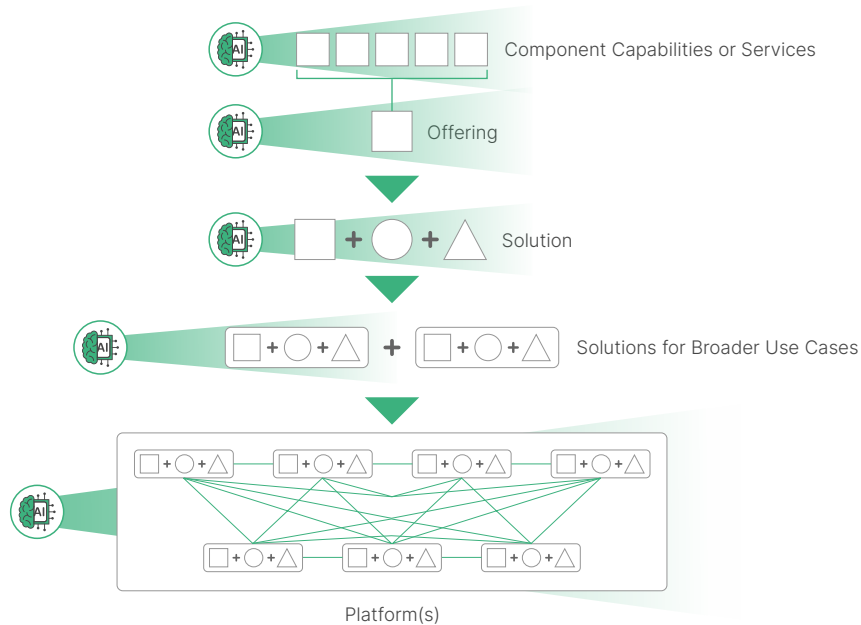 AI
Component Capabilities or Services
AI
Offering
AI
+
+
Solution
AI
+ +
+
+ +
Solutions for Broader Use Cases
+ +
+ +
+ +
+ +
AI
+ +
+ +
+ +
Platform(s)